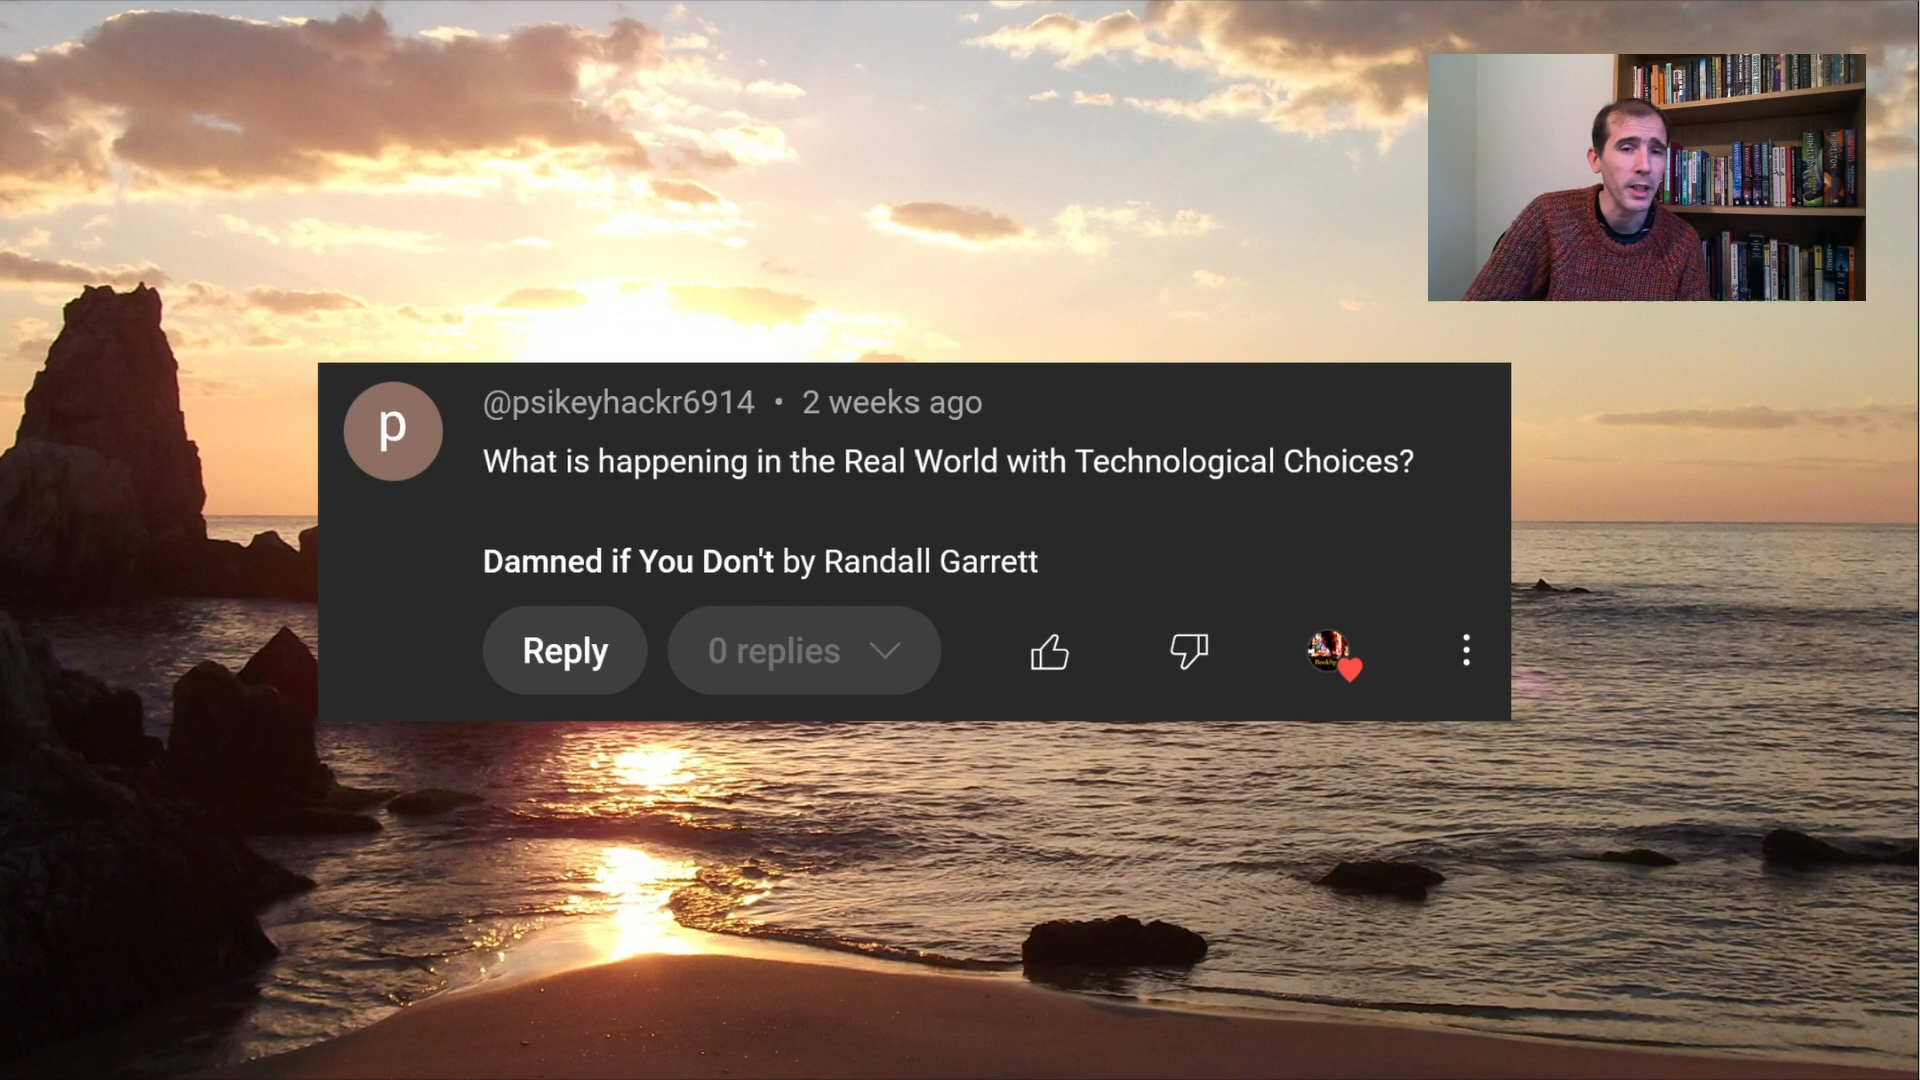 @psikeyhackr6914 • 2 weeks ago
p
What is happening in the Real World with Technological Choices?
Damned if You Don't by Randall Garrett
Reply
0 replies